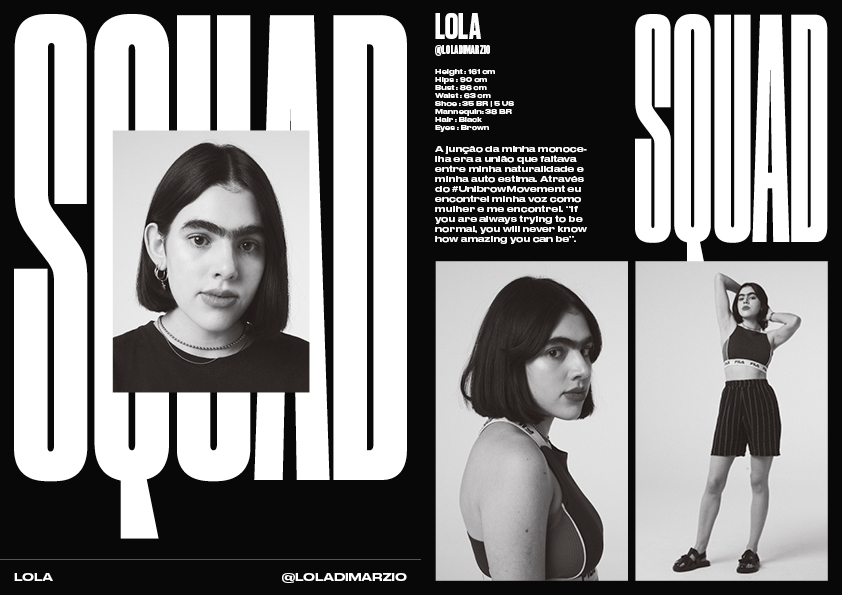 SQUAD
LOLA
@LOLADIMARZIO
LOLA
@LOLADIMARZIO
Height: 161 cm
Hips : 90 cm
Bust : 86 cm
Waist : 63 cm
Shoe : 35 BR | 5 US
Mannequin: 38 BR
Hair : Black
Eyes : Brown
A junção da minha monoce-
lha era a união que faltava
entre minha naturalidade e
minha auto estima. Através
do #UnibrowMovement eu
encontrei minha voz como
mulher e me encontrei. "If
you are always trying to be
normal, you will never know
how amazing you can be".
SQUAD
FILA FILA